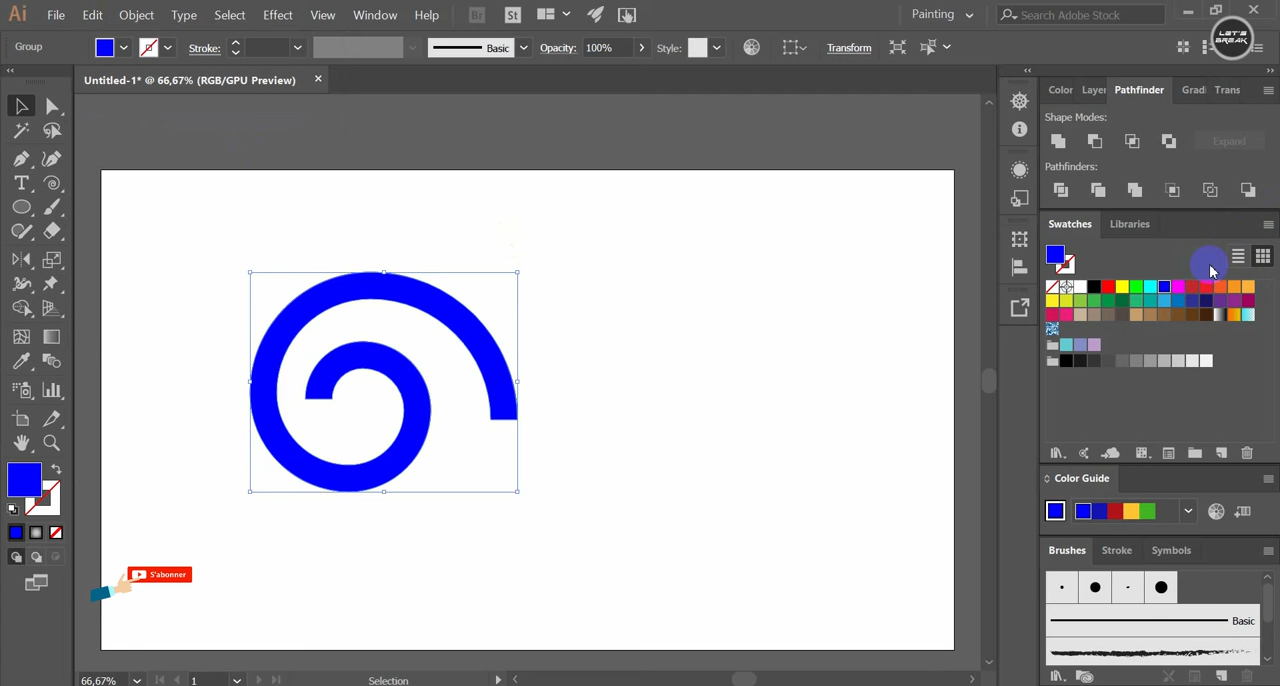 Ai File Edit Object Type Select Effect View Window Help Br St Painting Search Adobe Stock
LET'S BREAK
Group Stroke: Basic Opacity: 100% Style: Transform
Untitled-1* @ 66,67% (RGB/GPU Preview)
Color Layer Pathfinder Gradi Trans
Shape Modes:
Expand
Pathfinders:
Swatches Libraries
Color Guide
Brushes Stroke Symbols
Basic
S'abonner
66,67% 1 Selection